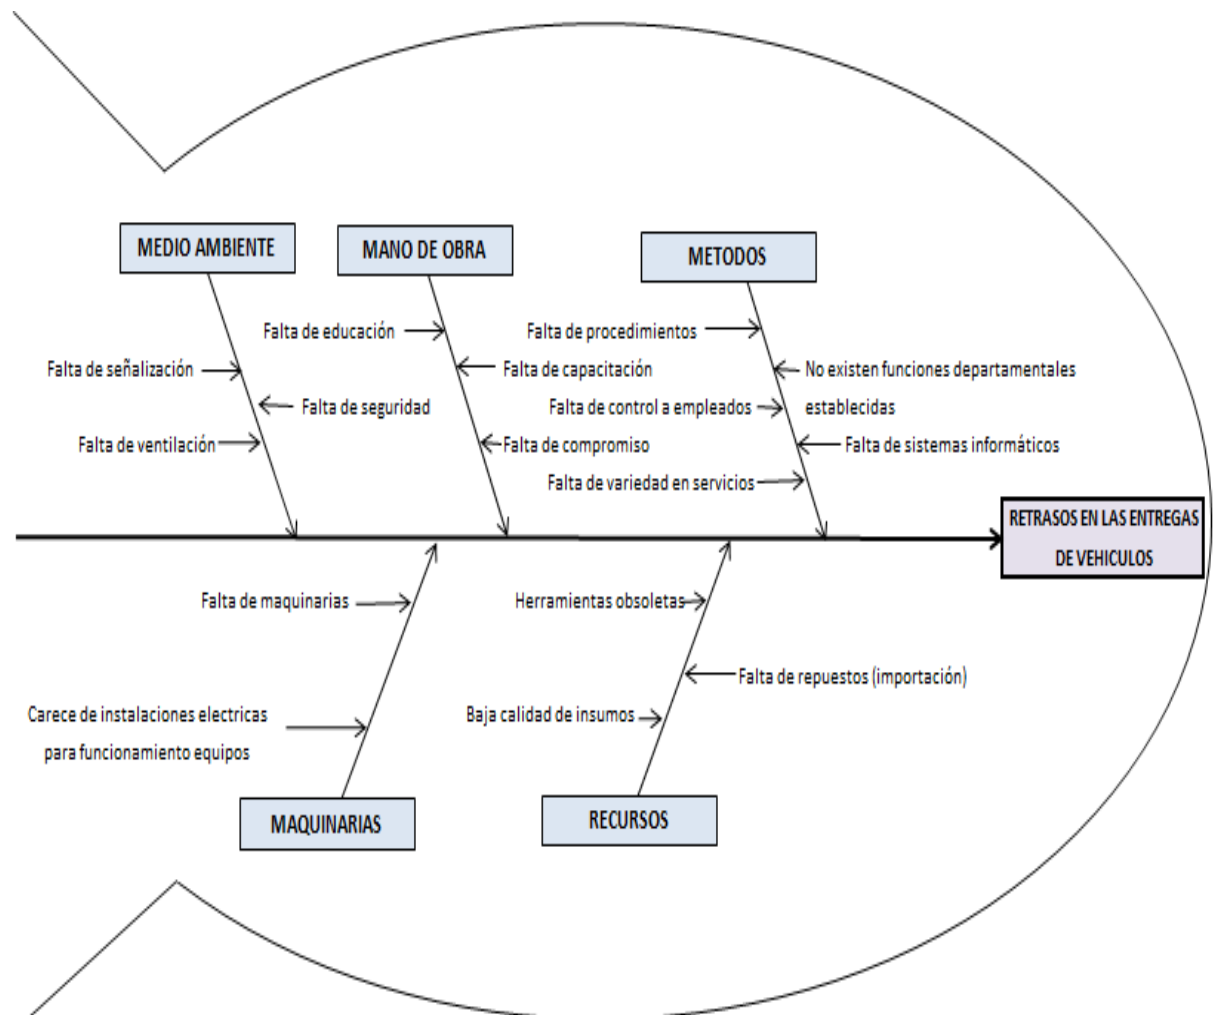 MEDIO AMBIENTE
MANO DE OBRA
METODOS
Falta de educación
Falta de procedimientos
Falta de señalización
Falta de capacitación
No existen funciones departamentales
establecidas
Falta de seguridad
Falta de control a empleados
Falta de ventilación
Falta de compromiso
Falta de sistemas informáticos
Falta de variedad en servicios
RETRASOS EN LAS ENTREGAS
DE VEHICULOS
Falta de maquinarias
Herramientas obsoletas
Falta de repuestos (importación)
Carece de instalaciones electricas
para funcionamiento equipos
Baja calidad de insumos
MAQUINARIAS
RECURSOS